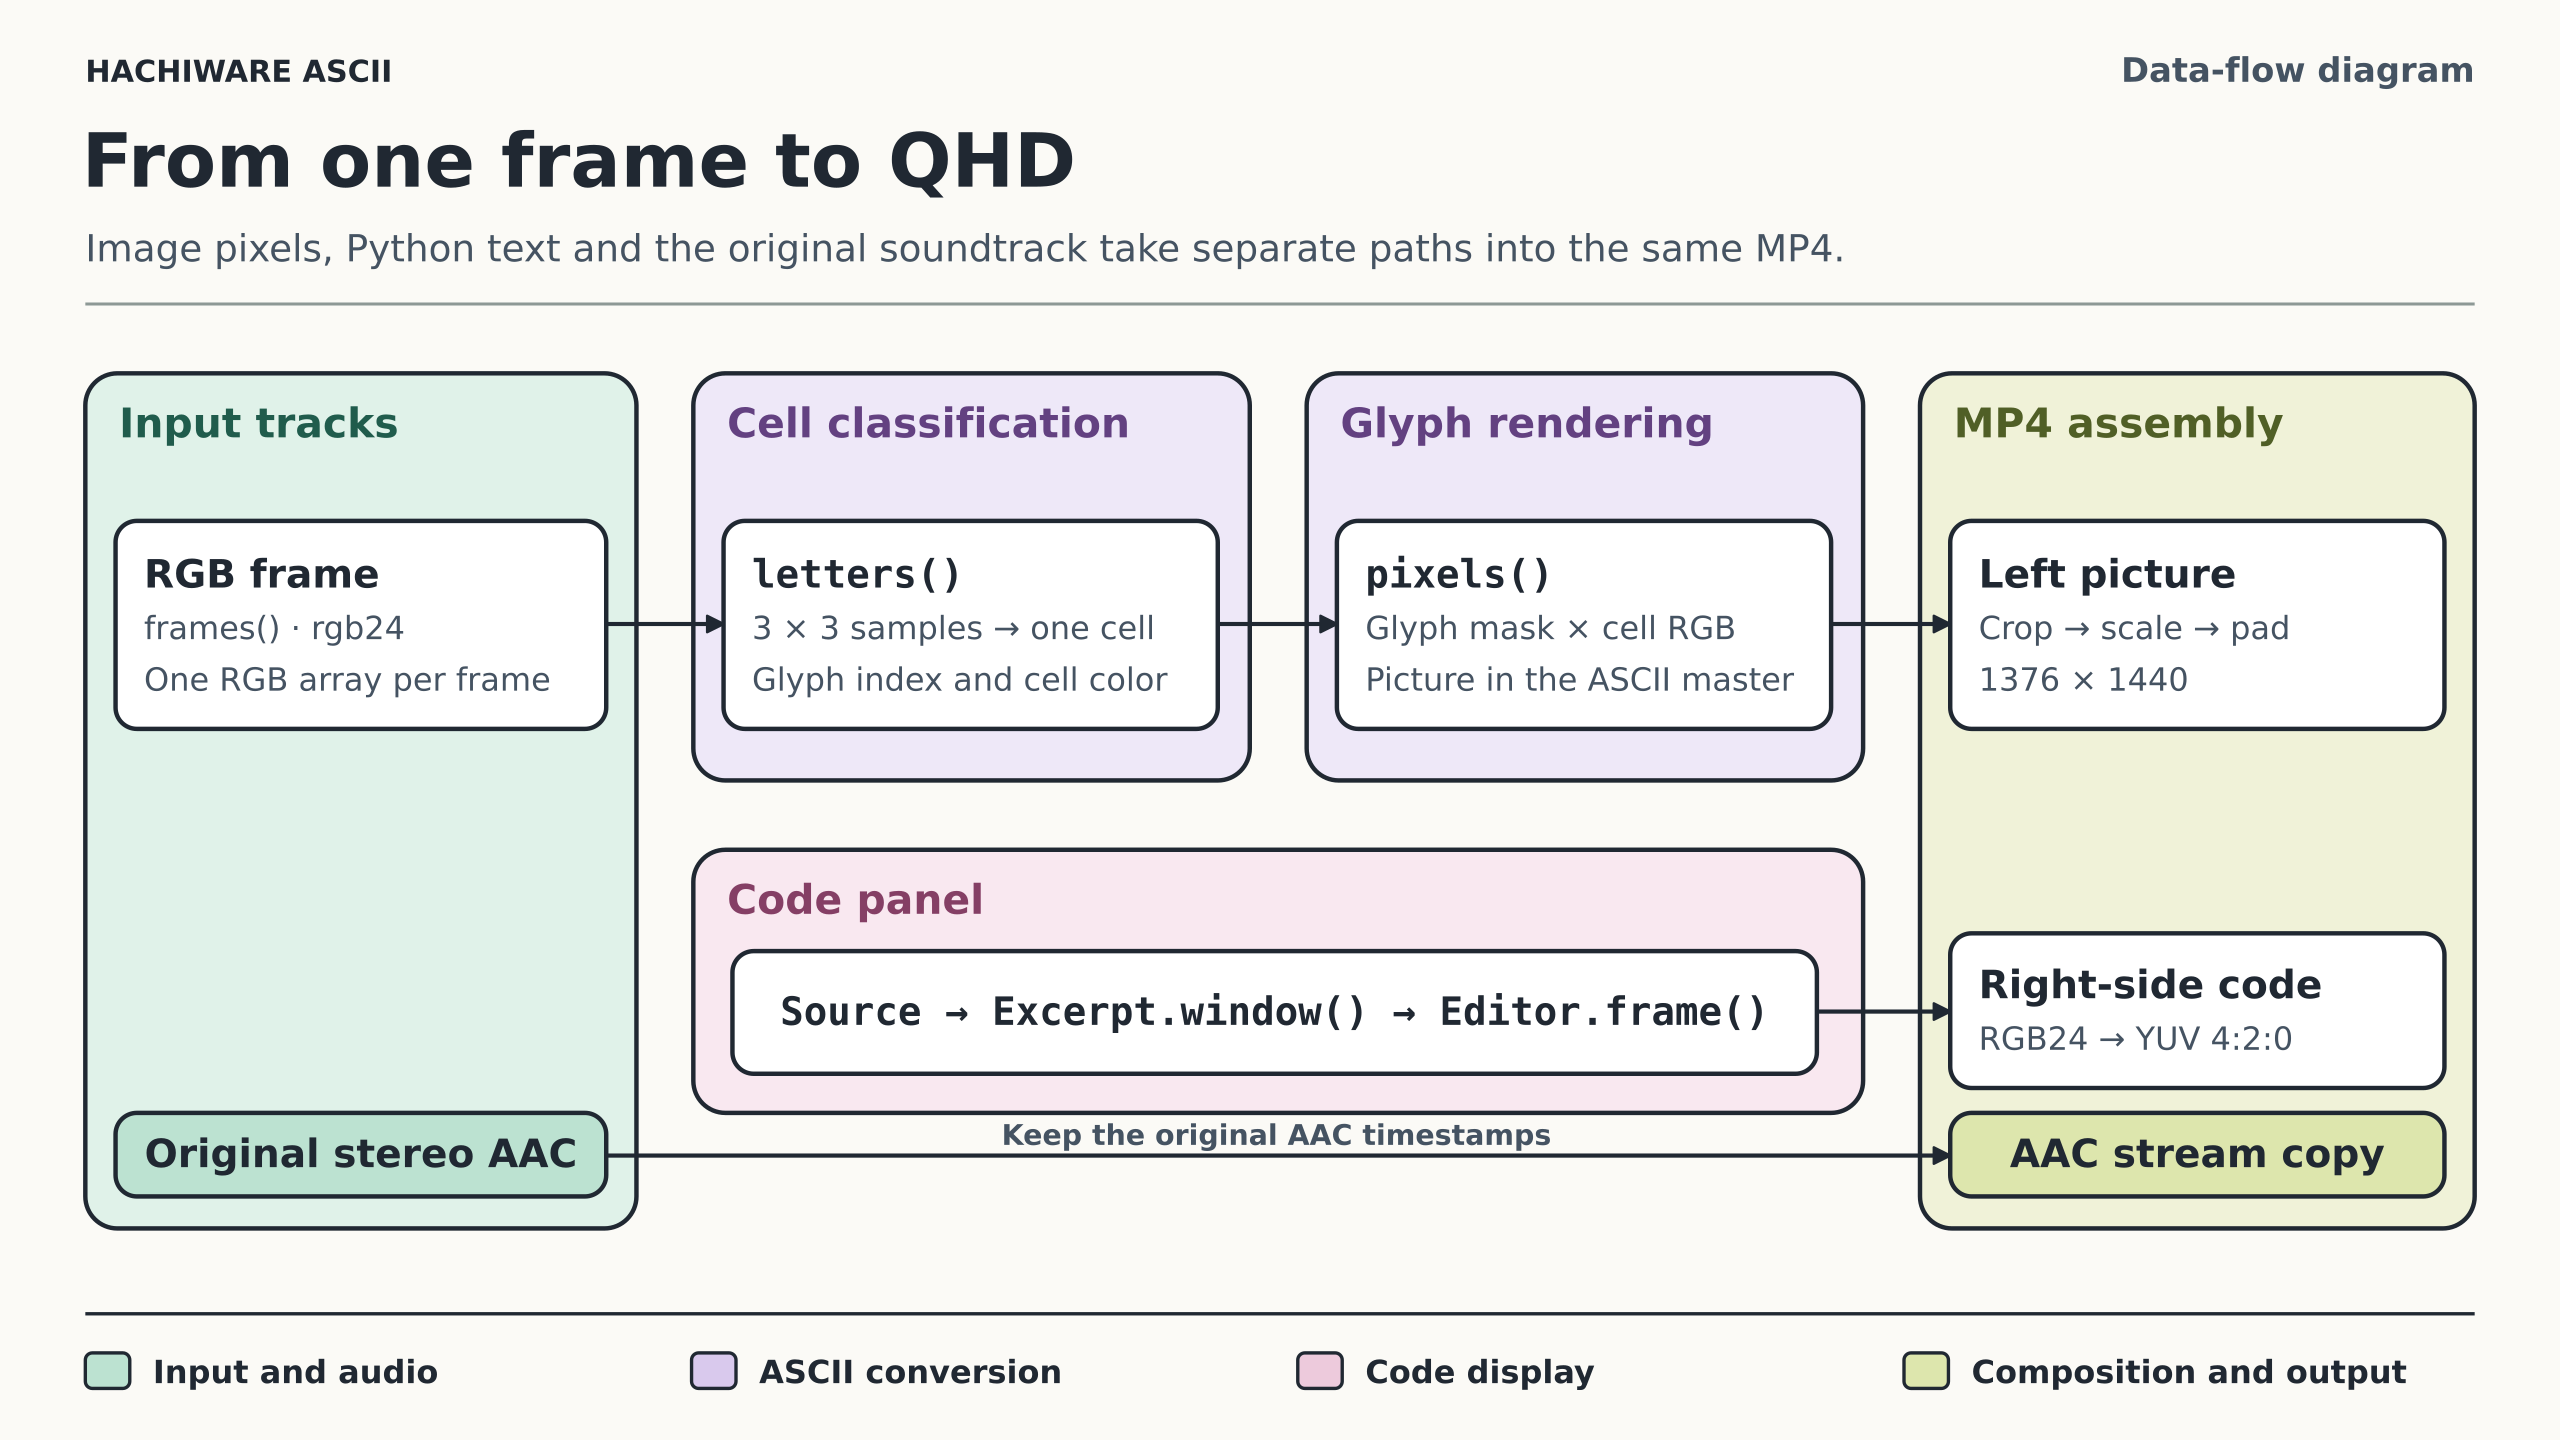 HACHIWARE ASCII
Data-flow diagram
From one frame to QHD
Image pixels, Python text and the original soundtrack take separate paths into the same MP4.
Input tracks
RGB frame
frames() · rgb24
One RGB array per frame
Original stereo AAC
Cell classification
letters()
3 × 3 samples → one cell
Glyph index and cell color
Glyph rendering
pixels()
Glyph mask × cell RGB
Picture in the ASCII master
Code panel
Source → Excerpt.window() → Editor.frame()
Keep the original AAC timestamps
MP4 assembly
Left picture
Crop → scale → pad
1376 × 1440
Right-side code
RGB24 → YUV 4:2:0
AAC stream copy
Input and audio
ASCII conversion
Code display
Composition and output